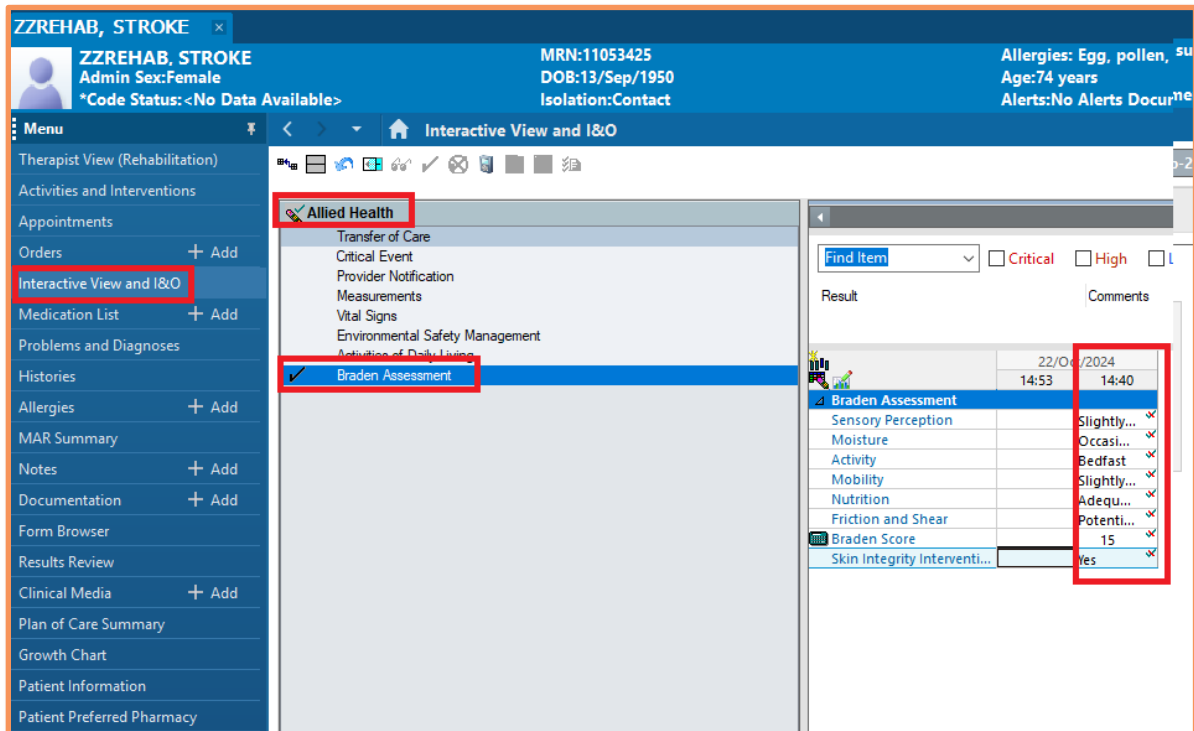 ZZREHAB, STROKE ×
ZZREHAB, STROKE
Admin Sex:Female
*Code Status:<No Data Available>
MRN:11053425
DOB:13/Sep/1950
Isolation:Contact
Allergies: Egg, pollen, su
Age:74 years
Alerts:No Alerts Docume
Menu
Interactive View and I&O
Therapist View (Rehabilitation)
Activities and Interventions
Appointments
Orders + Add
Interactive View and I&O
Medication List + Add
Problems and Diagnoses
Histories
Allergies + Add
MAR Summary
Notes + Add
Documentation + Add
Form Browser
Results Review
Clinical Media + Add
Plan of Care Summary
Growth Chart
Patient Information
Patient Preferred Pharmacy
Allied Health
Transfer of Care
Critical Event
Provider Notification
Measurements
Vital Signs
Environmental Safety Management
Activities of Daily Living
Braden Assessment
Find Item Critical High L
Result Comments
22/Oct/2024
14:53 14:40
Braden Assessment
Sensory Perception Slightly...
Moisture Occasi...
Activity Bedfast
Mobility Slightly...
Nutrition Adequ...
Friction and Shear Potenti...
Braden Score 15
Skin Integrity Interventi... Yes